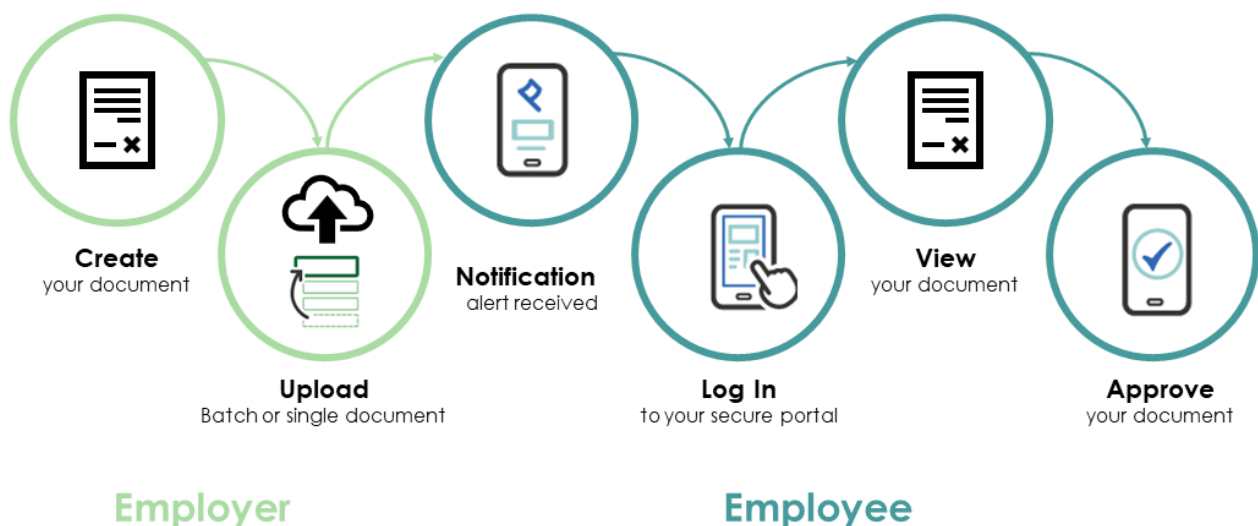 Create
your document
Upload
Batch or single document
Notification
alert received
Log In
to your secure portal
View
your document
Approve
your document
Employer
Employee